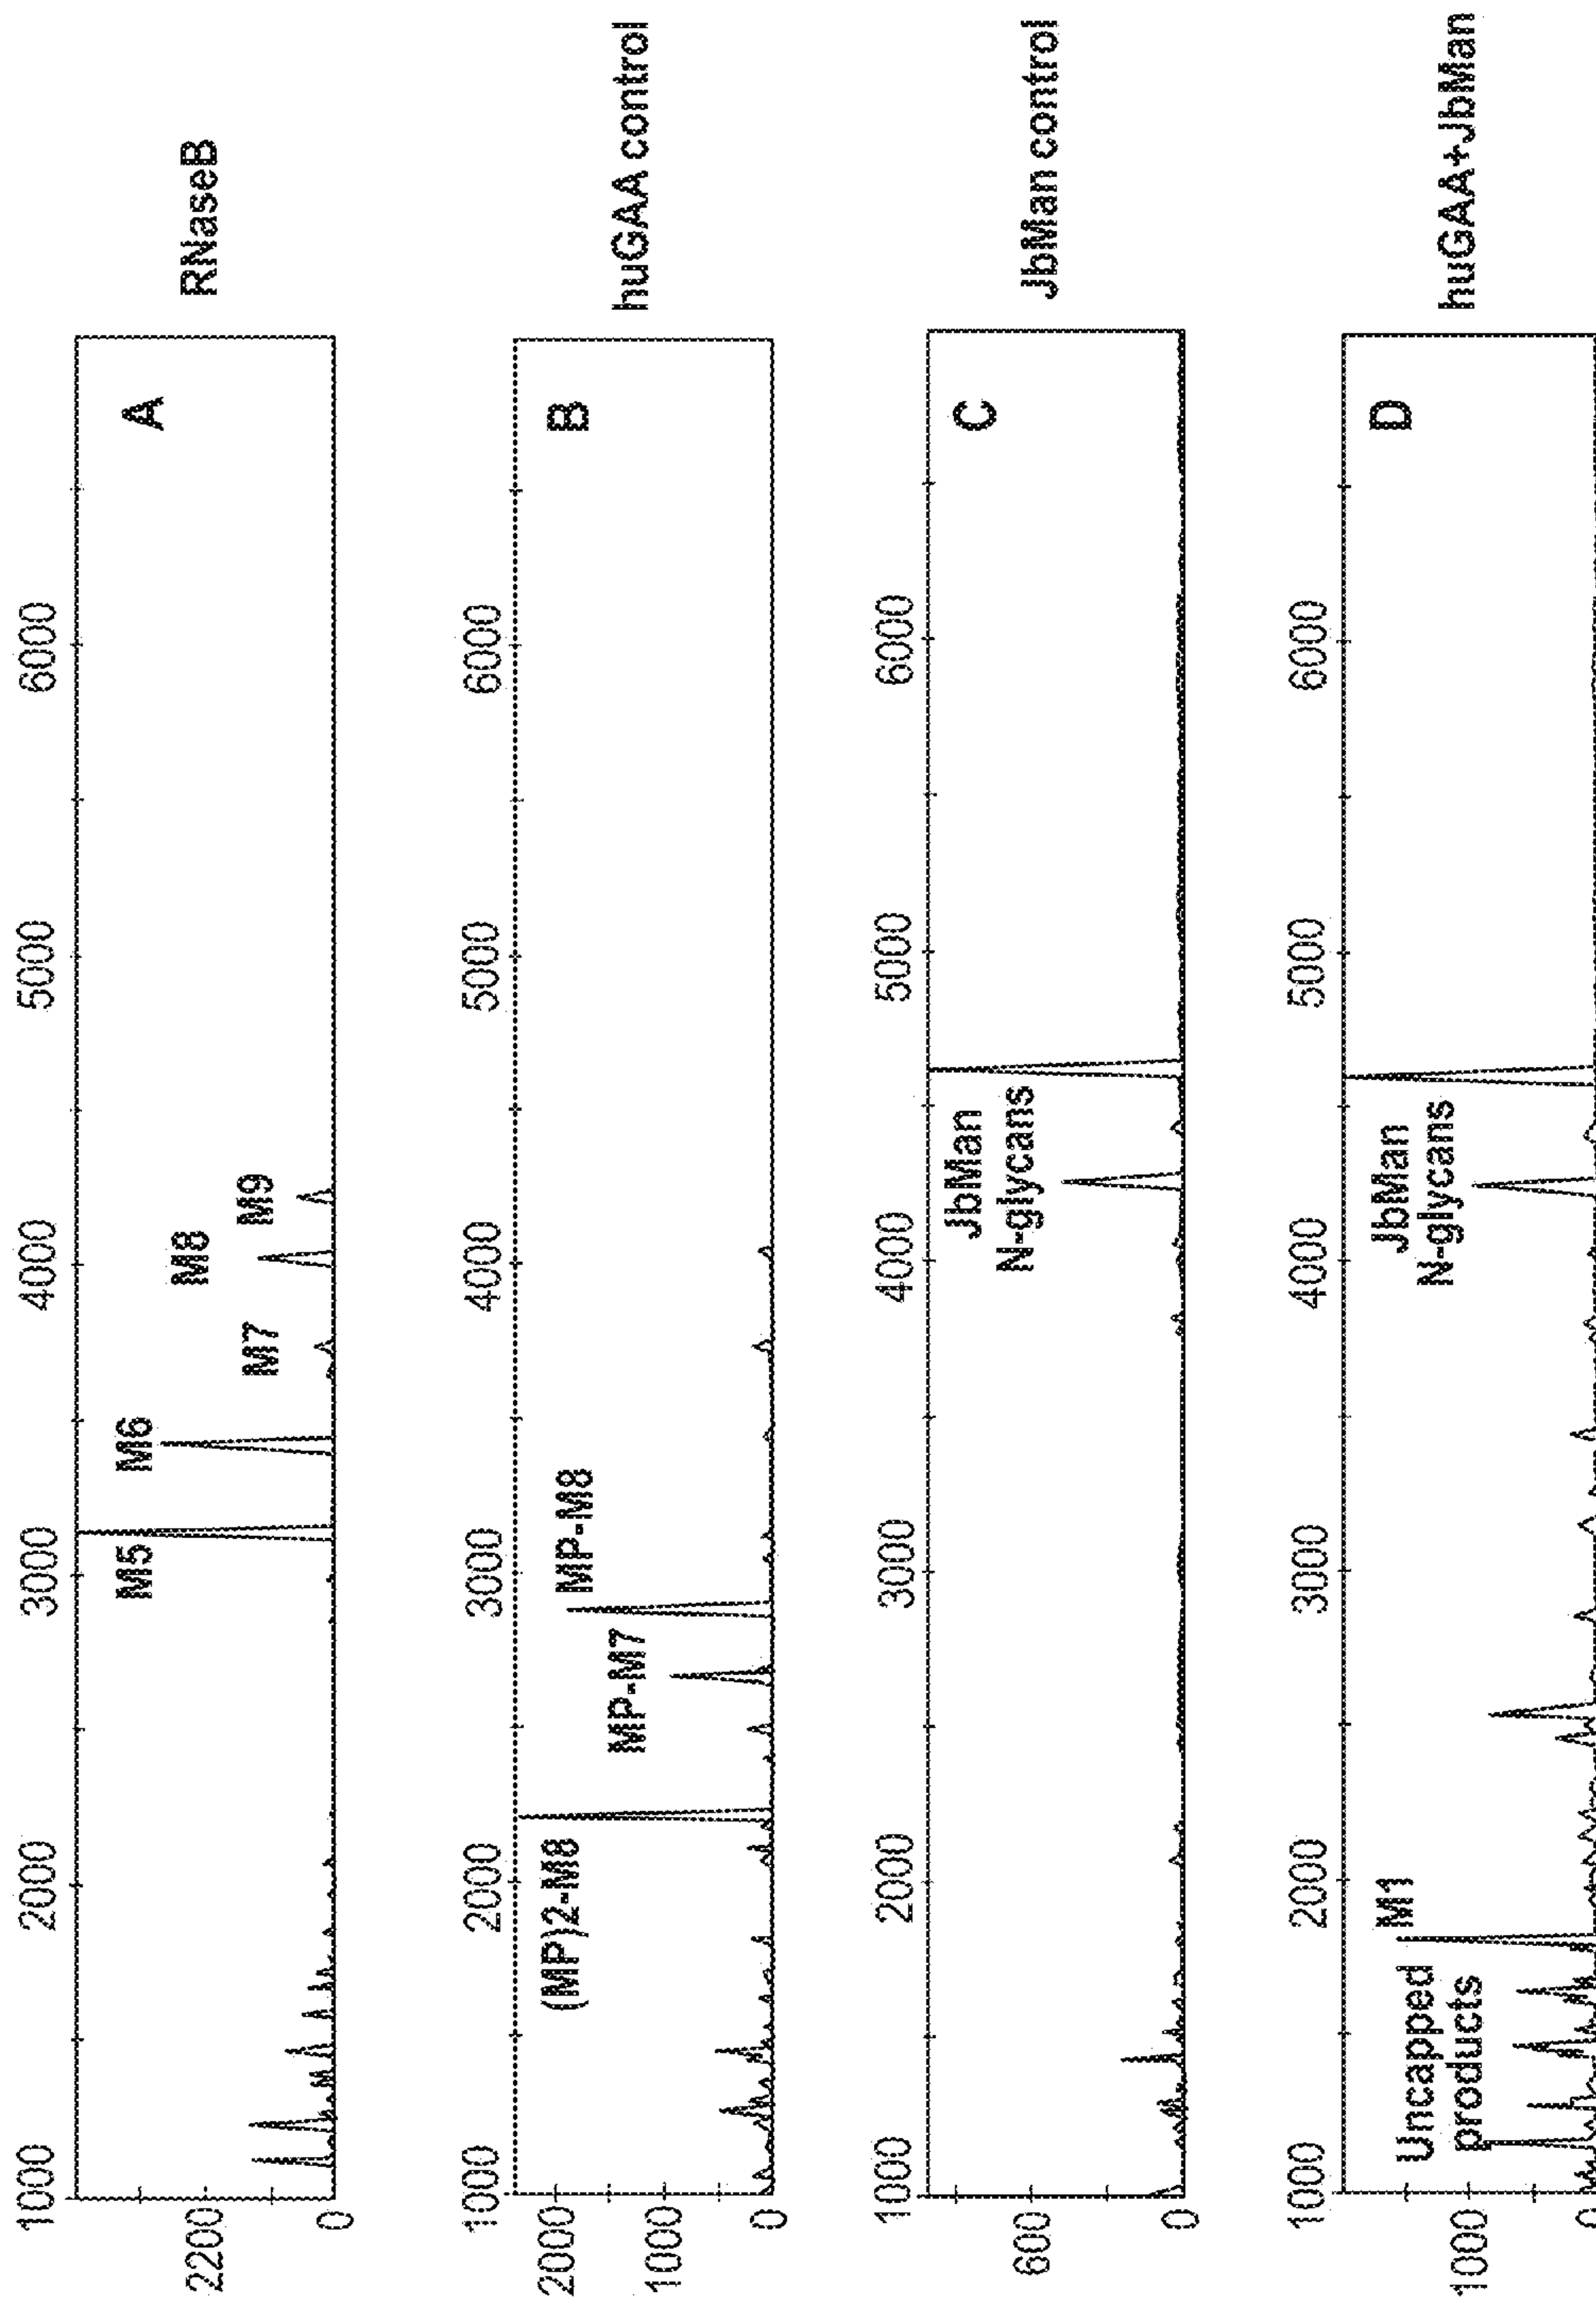 1000 2000 3000 4000 5000 6000
2200
0
M5 M6 M7 M8 M9
A
RNaseB
1000 2000 3000 4000 5000 6000
2000
1000
0
(MP)2-M8
MP-M7
MP-M8
B
huGAA control
1000 2000 3000 4000 5000 6000
600
0
JbMan
N-glycans
C
JbMan control
1000 2000 3000 4000 5000 6000
1000
0
Uncapped
products
M1
JbMan
N-glycans
D
huGAA+JbMan